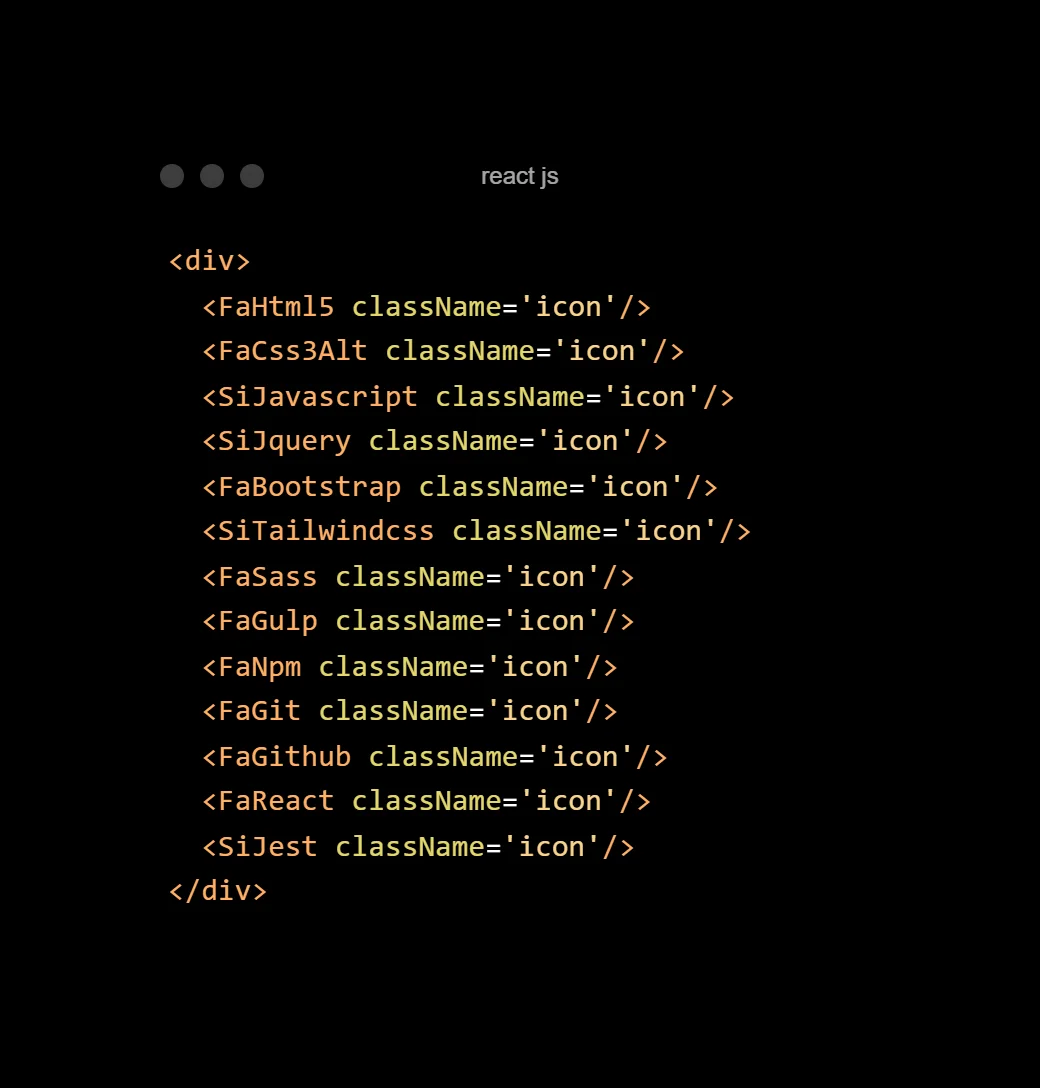 react js
<div>
<FaHtml5 className='icon'/>
<FaCss3Alt className='icon'/>
<SiJavascript className='icon'/>
<SiJquery className='icon'/>
<FaBootstrap className='icon'/>
<SiTailwindcss className='icon'/>
<FaSass className='icon'/>
<FaGulp className='icon'/>
<FaNpm className='icon'/>
<FaGit className='icon'/>
<FaGithub className='icon'/>
<FaReact className='icon'/>
<SiJest className='icon'/>
</div>